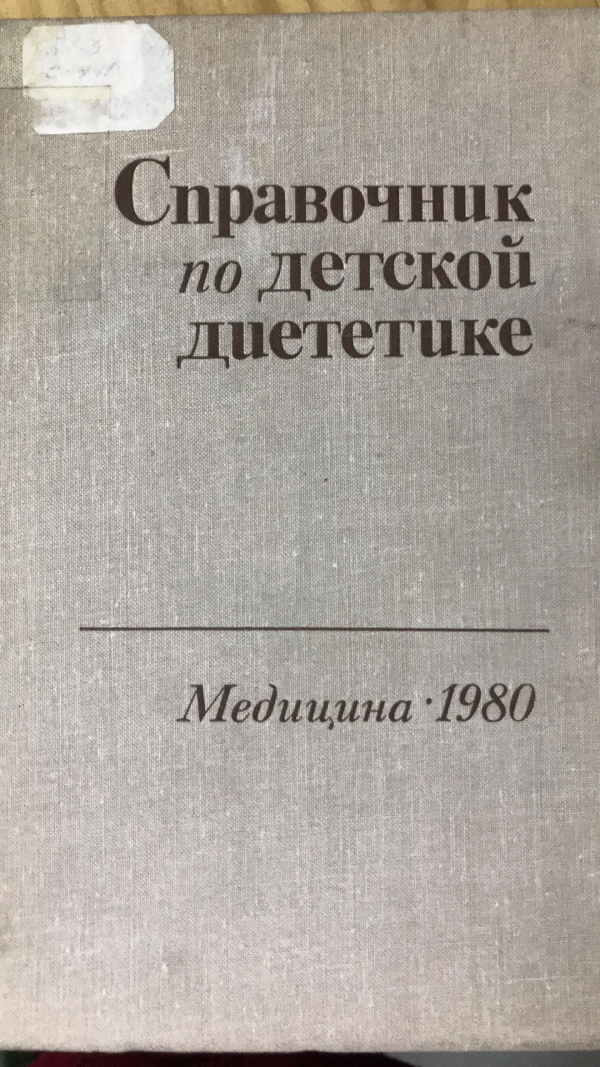 Справочник
по детской
диететике
Медицина · 1980